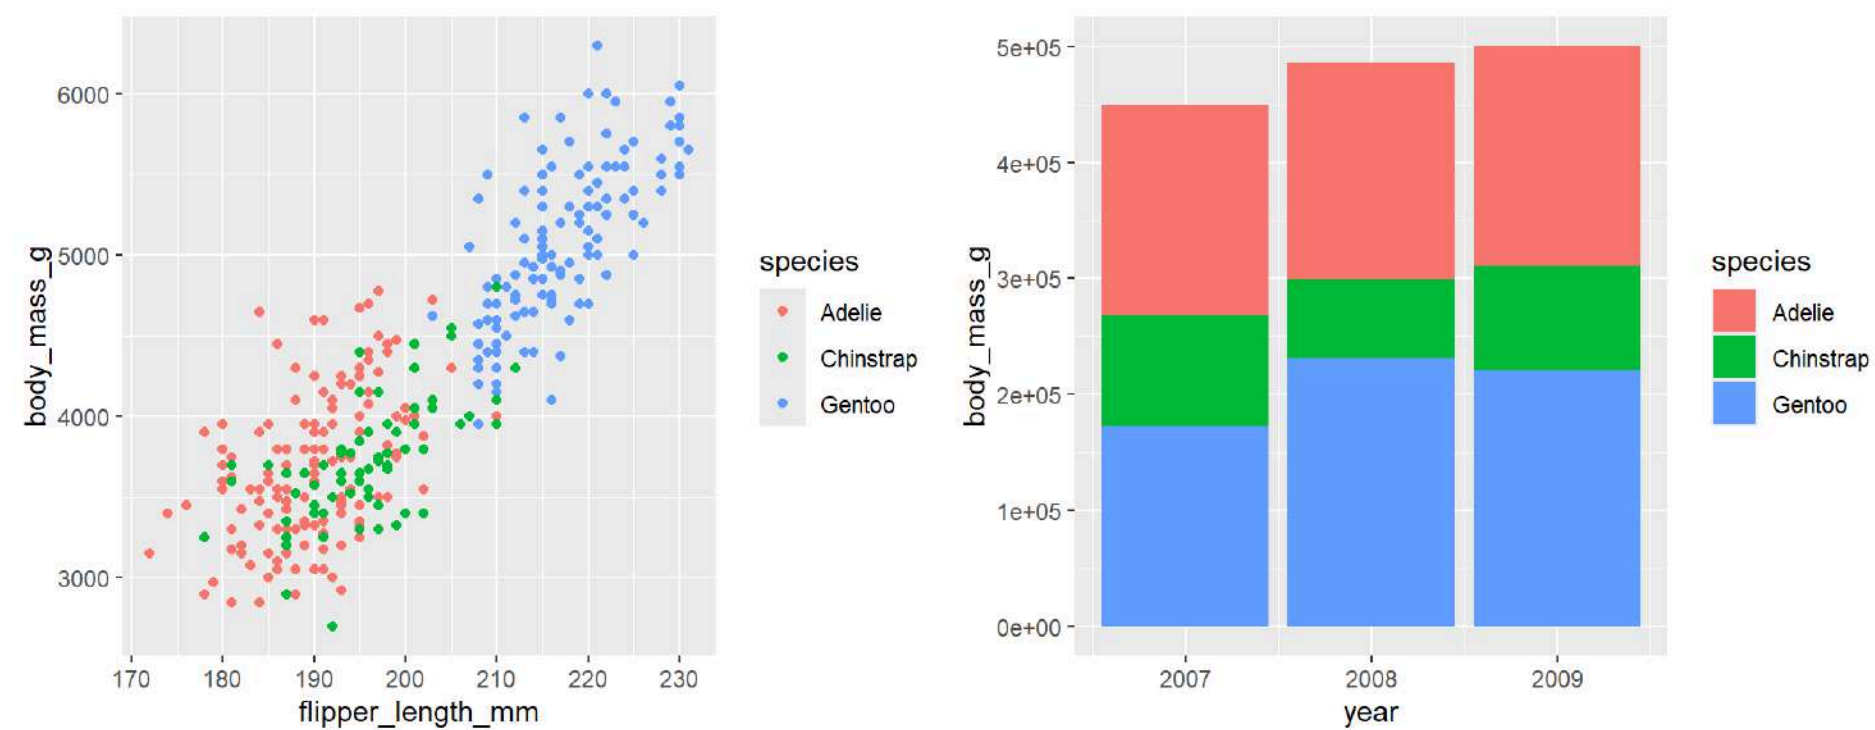 6000
5000
4000
3000
body_mass_g
170 180 190 200 210 220 230
flipper_length_mm
species
Adelie
Chinstrap
Gentoo
5e+05
4e+05
3e+05
2e+05
1e+05
0e+00
body_mass_g
2007 2008 2009
year
species
Adelie
Chinstrap
Gentoo